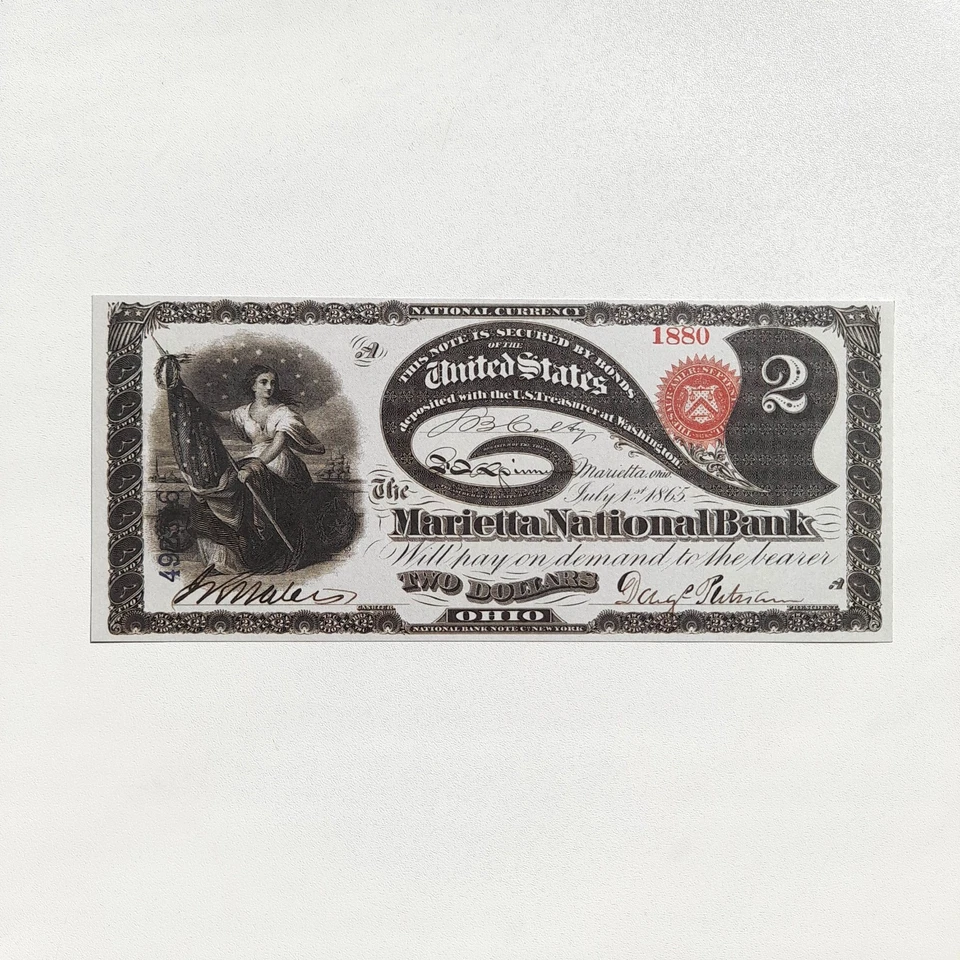 NATIONAL CURRENCY
THIS NOTE IS SECURED BY BONDS
OF THE
United States
deposited with the U.S. Treasurer at Washington.
1880
2
A
Marietta, Ohio.
July 1st 1865
The
Marietta National Bank
Will pay on demand to the bearer
TWO DOLLARS
A
CASHIER
PRESIDENT
OHIO
NATIONAL BANK NOTE CO. NEW YORK